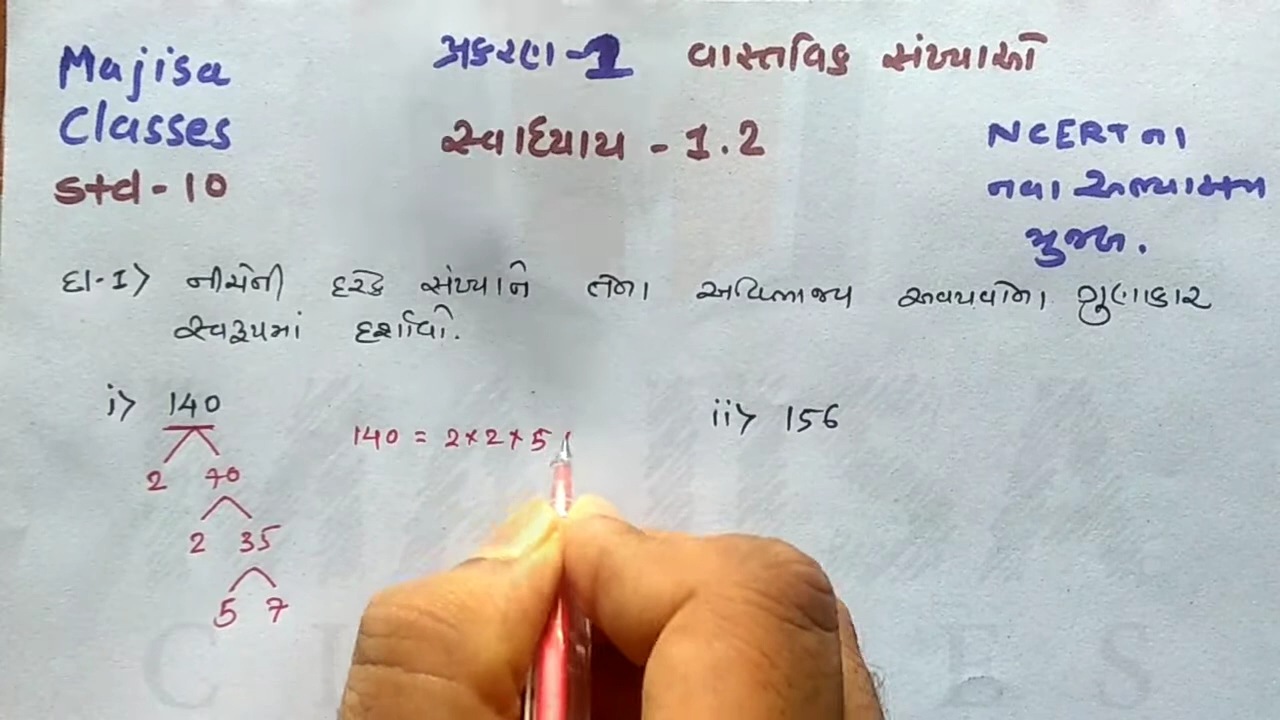 Majisa
Classes
std - 10
પ્રકરણ - 1 વાસ્તવિક સંખ્યાઓ
સ્વાધ્યાય - 1.2
NCERT ના
નવા અભ્યાસક્રમ
મુજબ.
દા-1> નીચેની દરેક સંખ્યાને તેના અવિભાજ્ય અવયવોના ગુણાકાર
સ્વરૂપમાં દર્શાવો.
i> 140
2 70
2 35
5 7
140 = 2×2×5
ii> 156